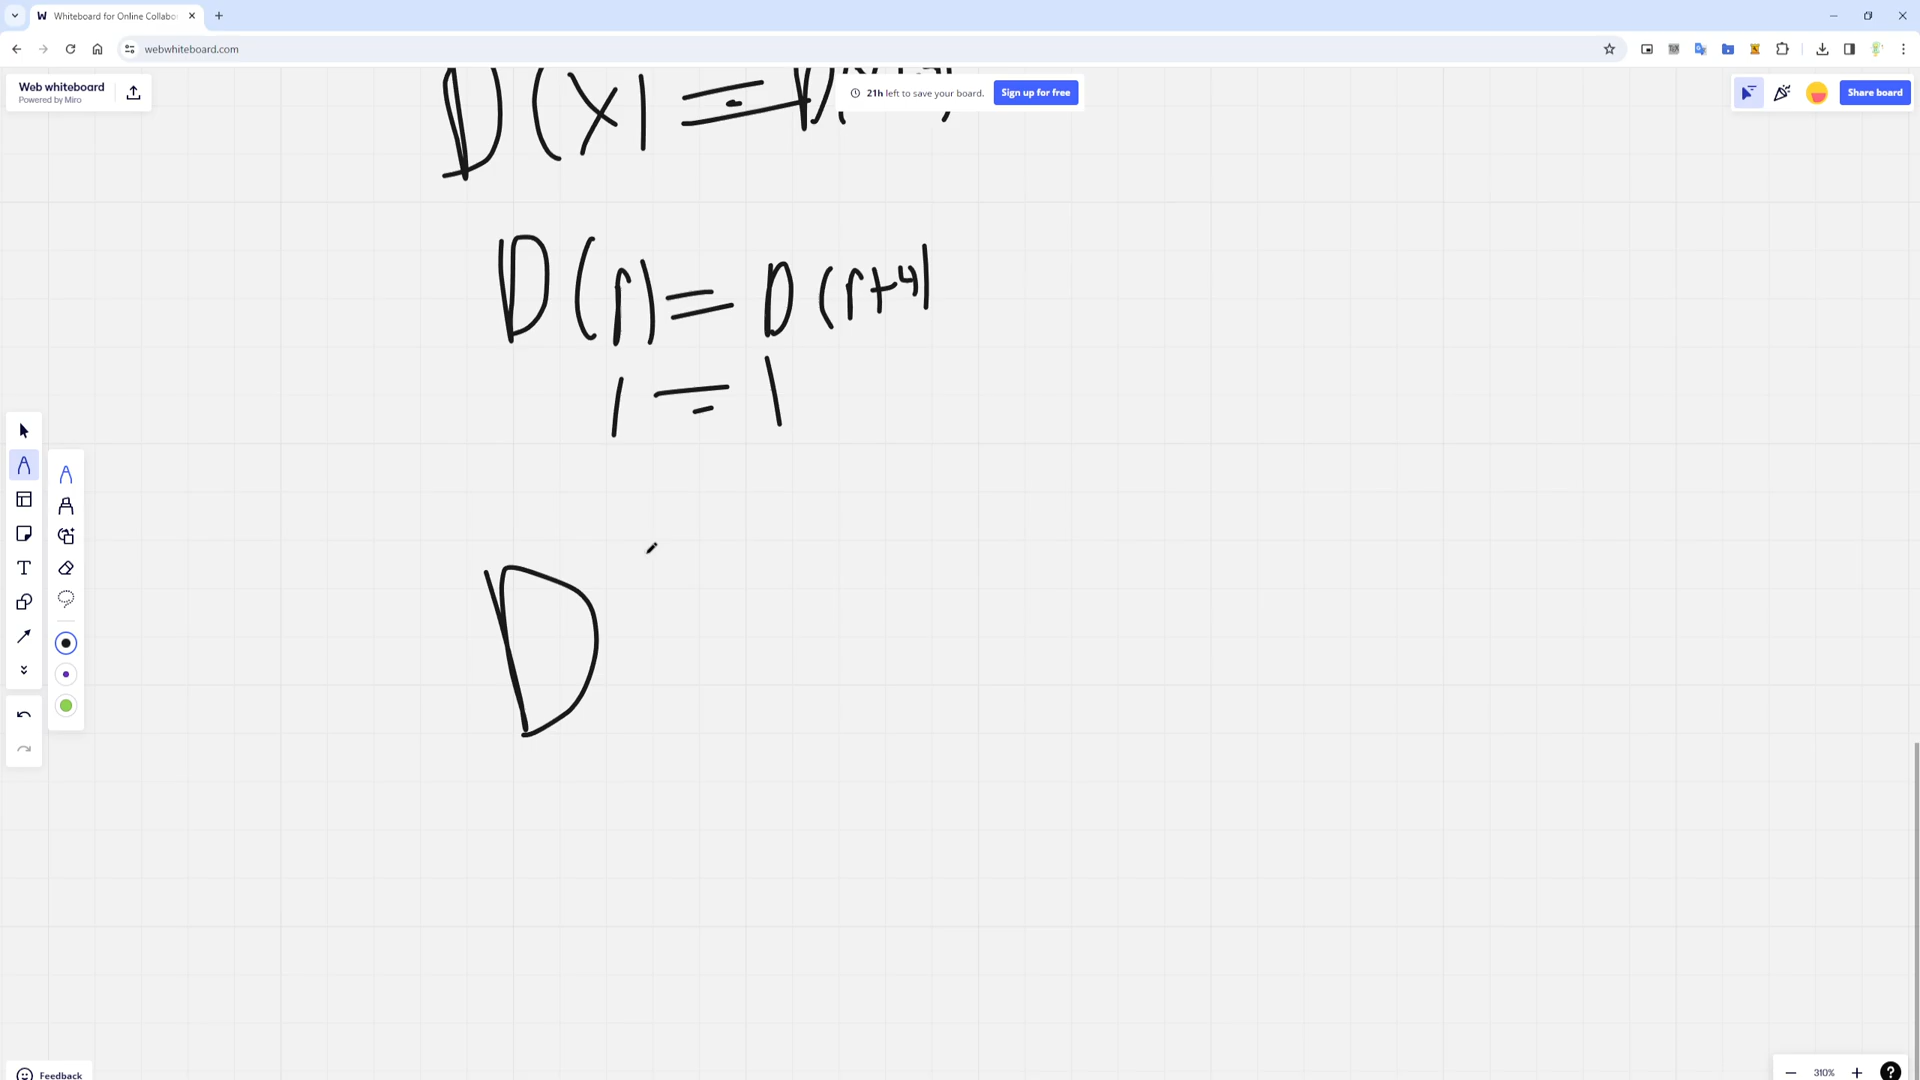 Whiteboard for Online Collabo
webwhiteboard.com
Web whiteboard
Powered by Miro
21h left to save your board.
Sign up for free
Share board
D(x) = D(
D(r) = D(r+4)
1 = 1
D
Feedback
310%